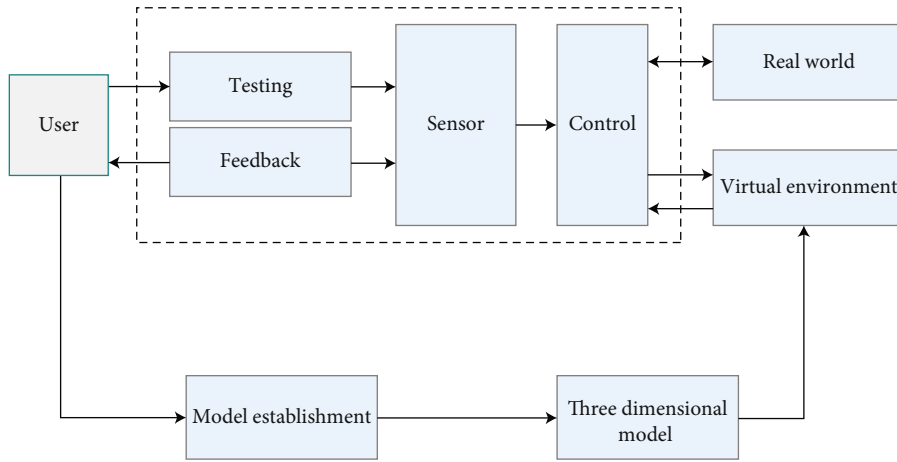 User
Testing
Feedback
Sensor
Control
Real world
Virtual environment
Model establishment
Three dimensional
model